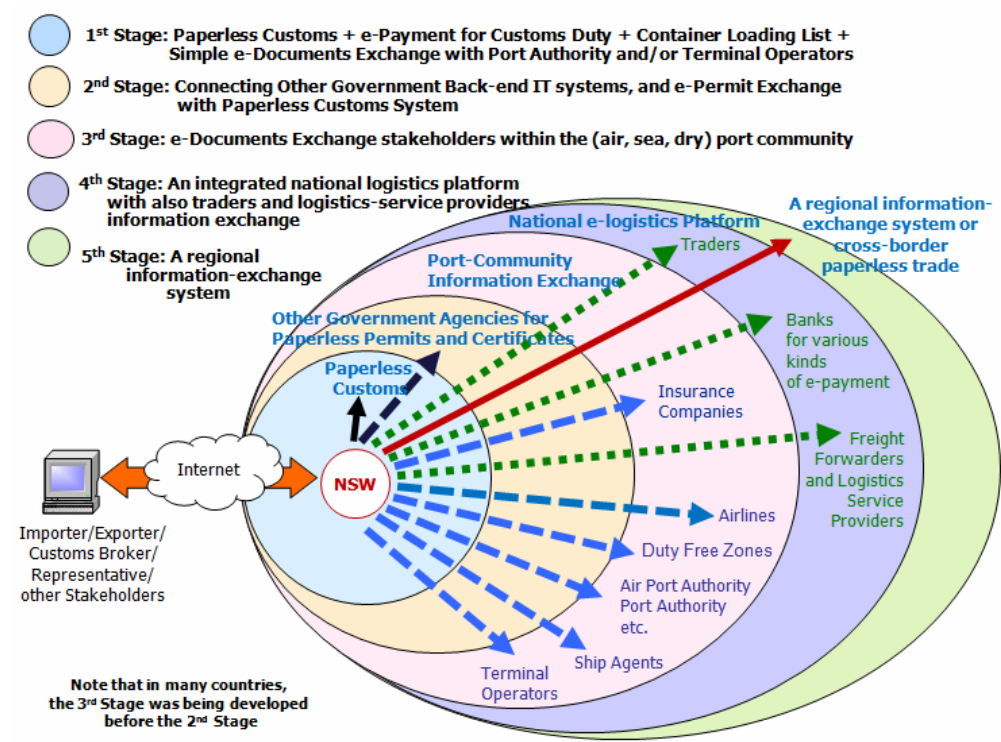 1st Stage: Paperless Customs + e-Payment for Customs Duty + Container Loading List +
Simple e-Documents Exchange with Port Authority and/or Terminal Operators
2nd Stage: Connecting Other Government Back-end IT systems, and e-Permit Exchange
with Paperless Customs System
3rd Stage: e-Documents Exchange stakeholders within the (air, sea, dry) port community
4th Stage: An integrated national logistics platform
with also traders and logistics-service providers
information exchange
5th Stage: A regional
information-exchange
system
A regional information-
exchange system or
cross-border
paperless trade
National e-logistics Platform
Traders
Port-Community
Information Exchange
Other Government Agencies for
Paperless Permits and Certificates
Paperless
Customs
Banks
for various
kinds
of e-payment
Insurance
Companies
Freight
Forwarders
and Logistics
Service
Providers
Internet
NSW
Airlines
Importer/Exporter/
Customs Broker/
Representative/
other Stakeholders
Duty Free Zones
Air Port Authority
Port Authority
etc.
Ship Agents
Terminal
Operators
Note that in many countries,
the 3rd Stage was being developed
before the 2nd Stage